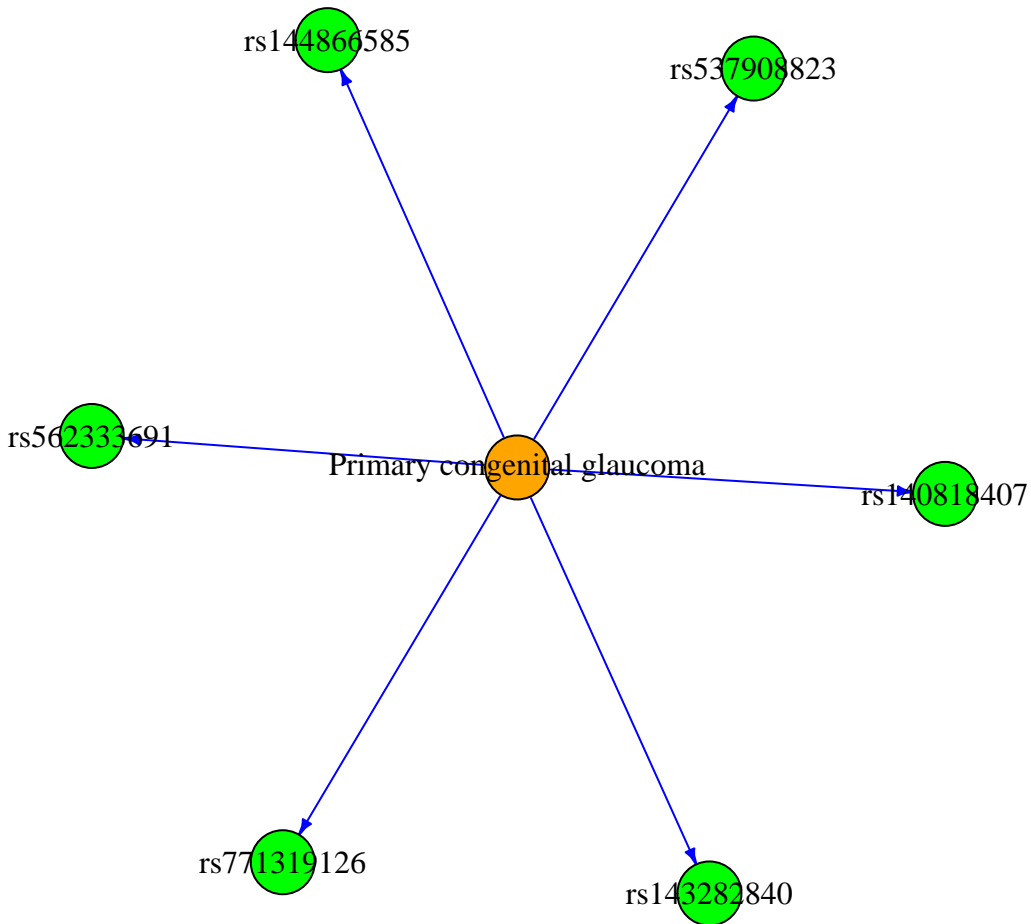 rs144866585
rs537908823
rs562333691
Primary congenital glaucoma
rs140818407
rs771319126
rs143282840